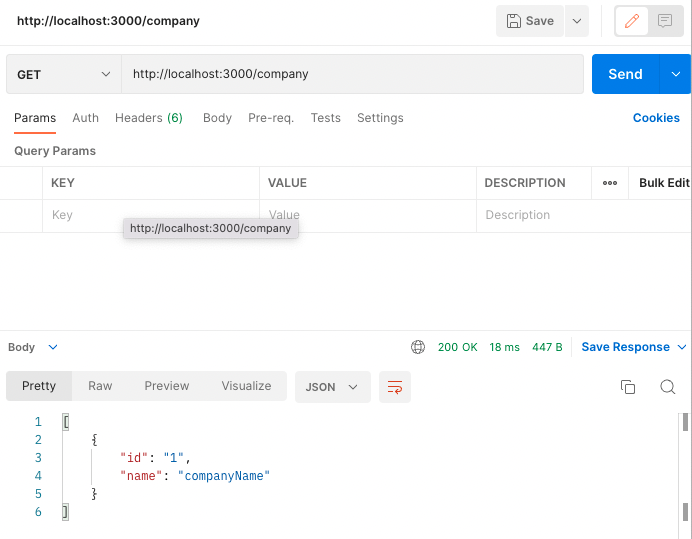 http://localhost:3000/company Save
GET http://localhost:3000/company Send
Params Auth Headers (6) Body Pre-req. Tests Settings Cookies
Query Params
KEY VALUE DESCRIPTION ••• Bulk Edit
Key Value Description
http://localhost:3000/company
Body 200 OK 18 ms 447 B Save Response
Pretty Raw Preview Visualize JSON
1 [
2 {
3 "id": "1",
4 "name": "companyName"
5 }
6 ]